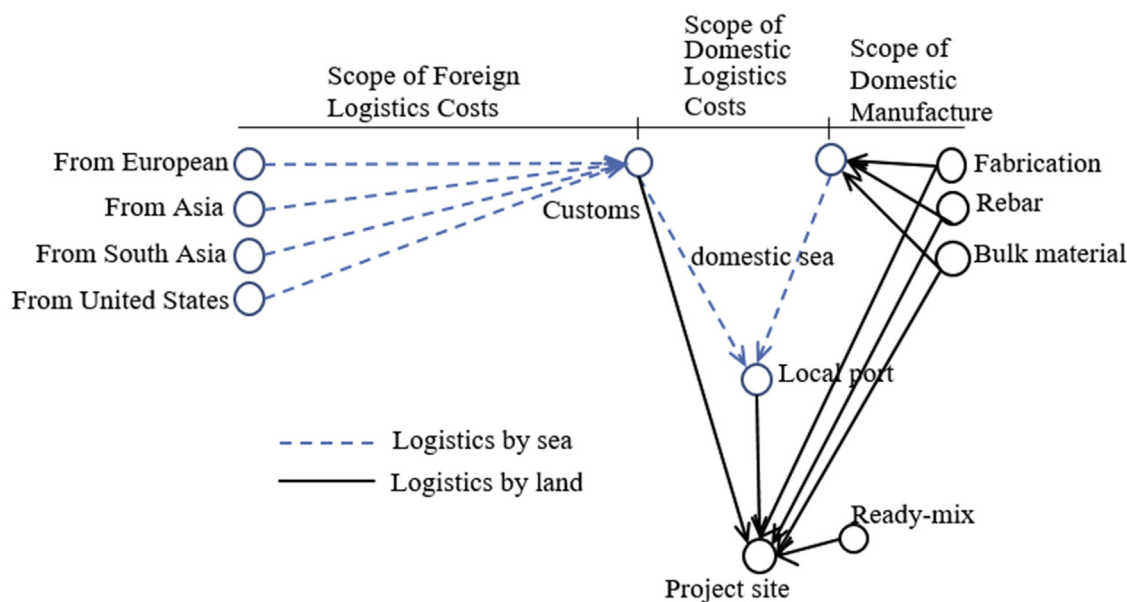 Scope of Foreign
Logistics Costs
Scope of
Domestic
Logistics
Costs
Scope of
Domestic
Manufacture
From European
From Asia
From South Asia
From United States
Customs
domestic sea
Fabrication
Rebar
Bulk material
Local port
Logistics by sea
Logistics by land
Ready-mix
Project site